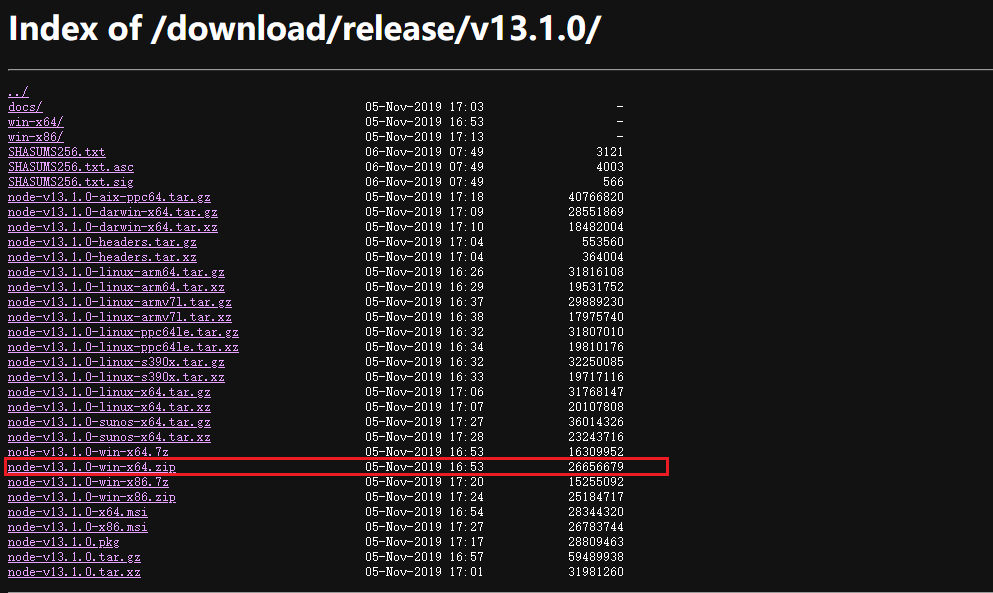 Index of /download/release/v13.1.0/
../
docs/ 05-Nov-2019 17:03 -
win-x64/ 05-Nov-2019 16:53 -
win-x86/ 05-Nov-2019 17:13 -
SHASUMS256.txt 06-Nov-2019 07:49 3121
SHASUMS256.txt.asc 06-Nov-2019 07:49 4003
SHASUMS256.txt.sig 06-Nov-2019 07:49 566
node-v13.1.0-aix-ppc64.tar.gz 05-Nov-2019 17:18 40766820
node-v13.1.0-darwin-x64.tar.gz 05-Nov-2019 17:09 28551869
node-v13.1.0-darwin-x64.tar.xz 05-Nov-2019 17:10 18482004
node-v13.1.0-headers.tar.gz 05-Nov-2019 17:04 553560
node-v13.1.0-headers.tar.xz 05-Nov-2019 17:04 364004
node-v13.1.0-linux-arm64.tar.gz 05-Nov-2019 16:26 31816108
node-v13.1.0-linux-arm64.tar.xz 05-Nov-2019 16:29 19531752
node-v13.1.0-linux-armv7l.tar.gz 05-Nov-2019 16:37 29889230
node-v13.1.0-linux-armv7l.tar.xz 05-Nov-2019 16:38 17975740
node-v13.1.0-linux-ppc64le.tar.gz 05-Nov-2019 16:32 31807010
node-v13.1.0-linux-ppc64le.tar.xz 05-Nov-2019 16:34 19810176
node-v13.1.0-linux-s390x.tar.gz 05-Nov-2019 16:32 32250085
node-v13.1.0-linux-s390x.tar.xz 05-Nov-2019 16:33 19717116
node-v13.1.0-linux-x64.tar.gz 05-Nov-2019 17:06 31768147
node-v13.1.0-linux-x64.tar.xz 05-Nov-2019 17:07 20107808
node-v13.1.0-sunos-x64.tar.gz 05-Nov-2019 17:27 36014326
node-v13.1.0-sunos-x64.tar.xz 05-Nov-2019 17:28 23243716
node-v13.1.0-win-x64.7z 05-Nov-2019 16:53 16309952
node-v13.1.0-win-x64.zip 05-Nov-2019 16:53 26656679
node-v13.1.0-win-x86.7z 05-Nov-2019 17:20 15255092
node-v13.1.0-win-x86.zip 05-Nov-2019 17:24 25184717
node-v13.1.0-x64.msi 05-Nov-2019 16:54 28344320
node-v13.1.0-x86.msi 05-Nov-2019 17:27 26783744
node-v13.1.0.pkg 05-Nov-2019 17:17 28809463
node-v13.1.0.tar.gz 05-Nov-2019 16:57 59489938
node-v13.1.0.tar.xz 05-Nov-2019 17:01 31981260